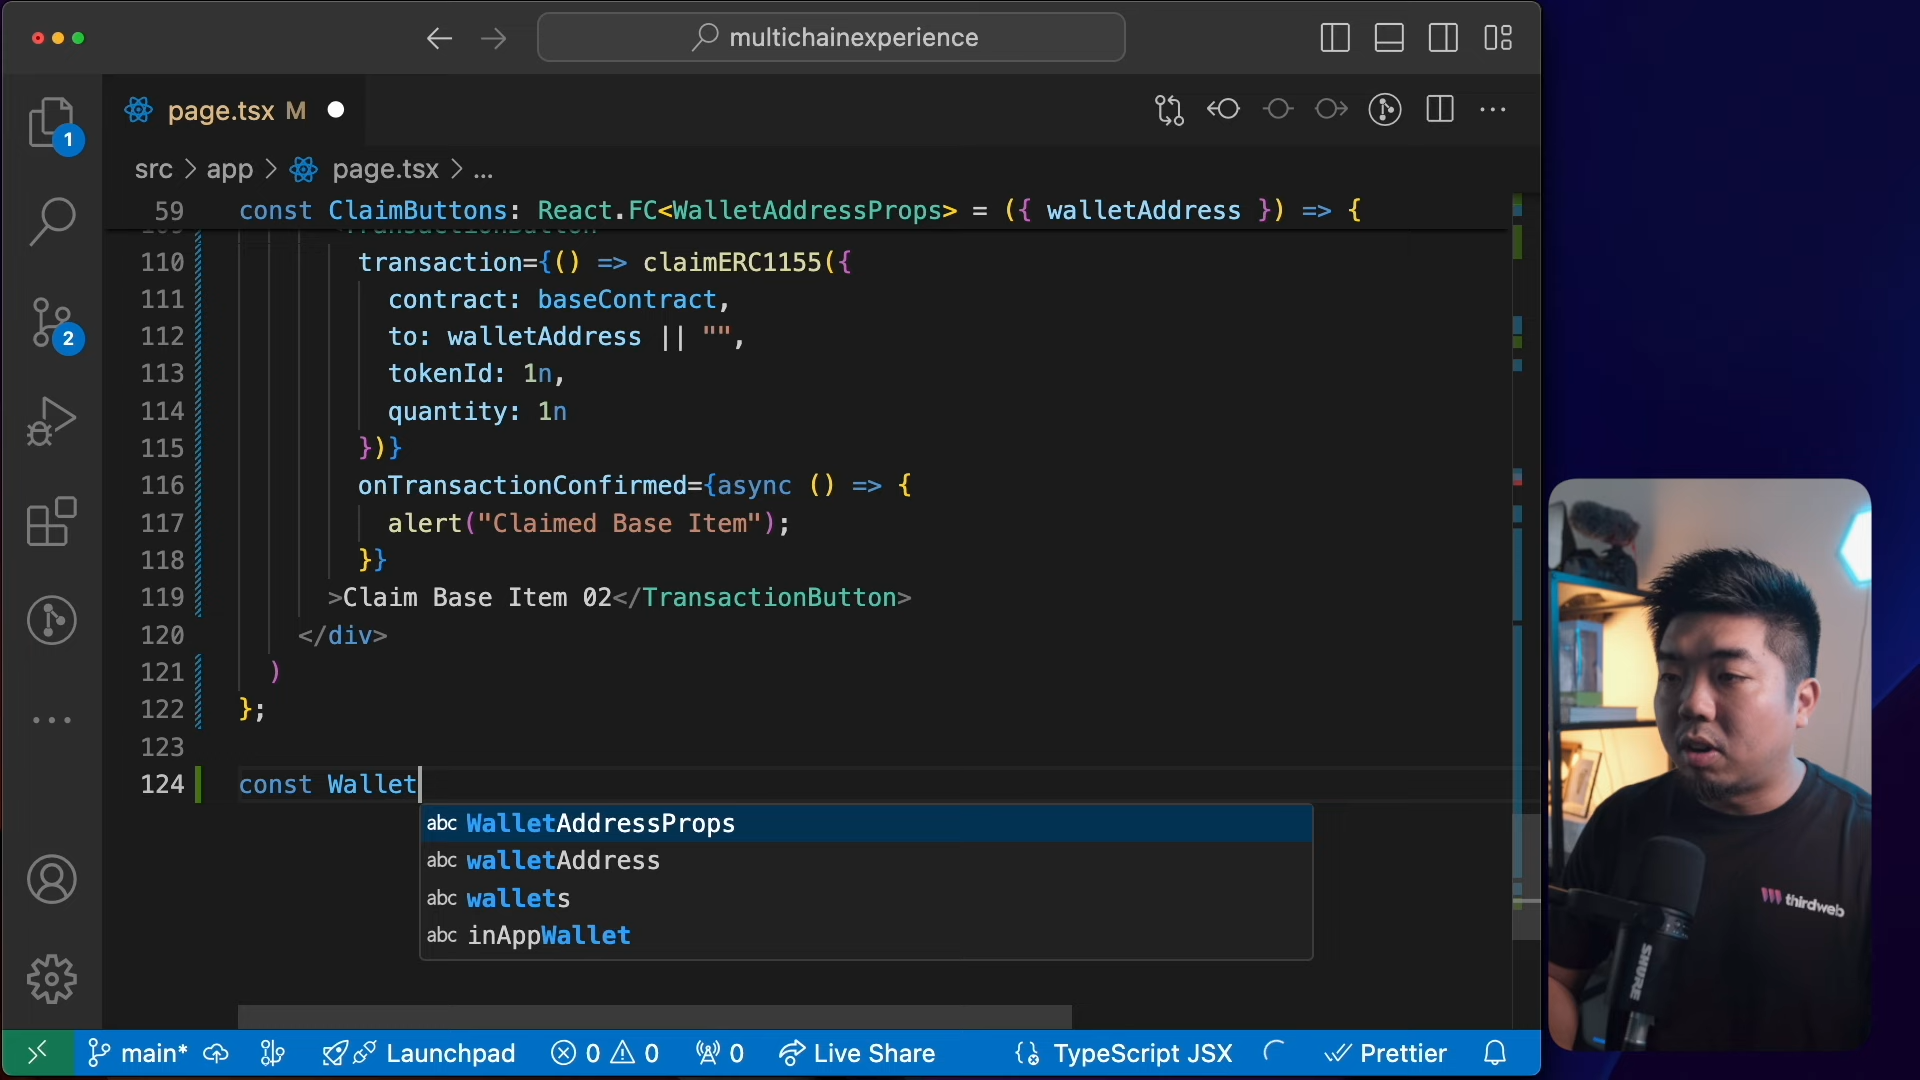 multichainexperience
page.tsx M
src > app > page.tsx > ...
59 const ClaimButtons: React.FC<WalletAddressProps> = ({ walletAddress }) => {
110 transaction={() => claimERC1155({
111 contract: baseContract,
112 to: walletAddress || "",
113 tokenId: 1n,
114 quantity: 1n
115 })}
116 onTransactionConfirmed={async () => {
117 alert("Claimed Base Item");
118 }}
119 >Claim Base Item 02</TransactionButton>
120 </div>
121 )
122 };
123
124 const Wallet
abc WalletAddressProps
abc walletAddress
abc wallets
abc inAppWallet
1
2
main* Launchpad 0 0 0 Live Share TypeScript JSX Prettier
thirdweb
SHURE